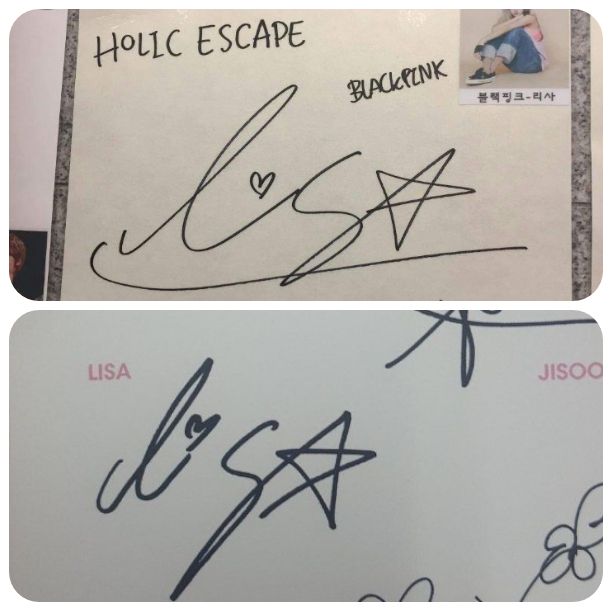 HOLIC ESCAPE
BLACKPINK
블랙핑크-리사
Lisa
LISA
JISOO
Lisa